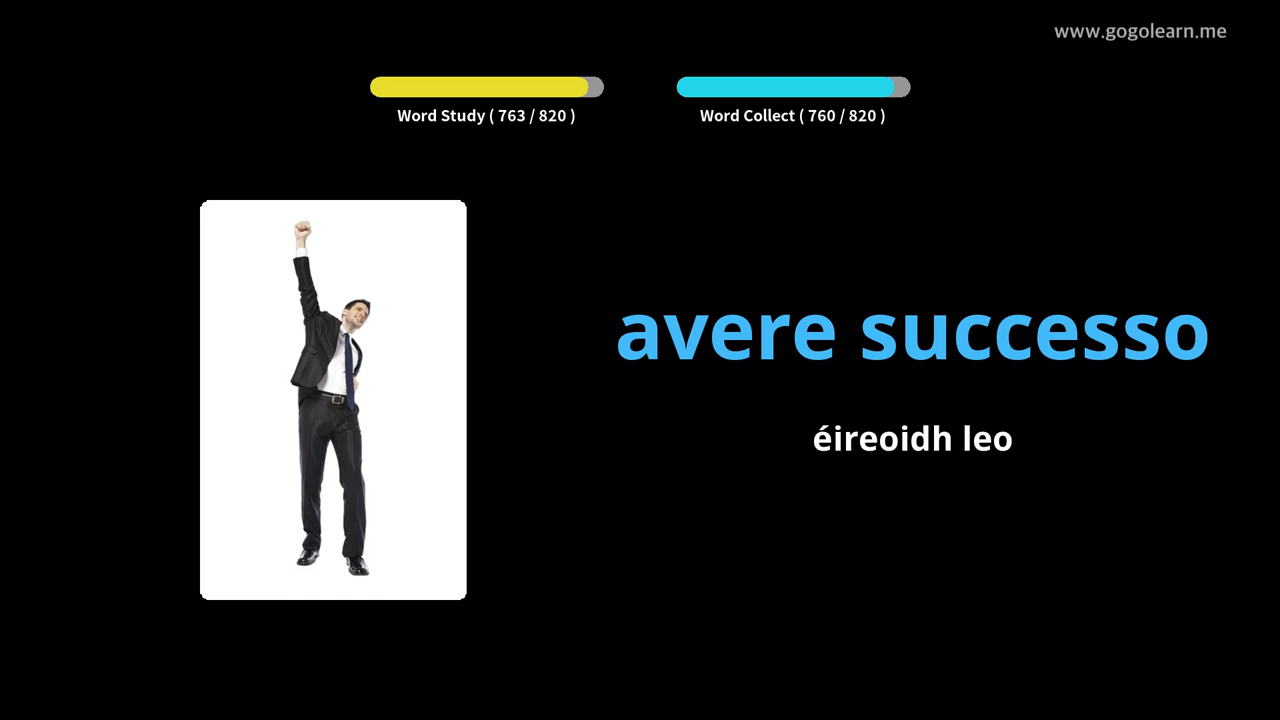 www.gogolearn.me
Word Study ( 763 / 820 )
Word Collect ( 760 / 820 )
avere successo
éireoidh leo